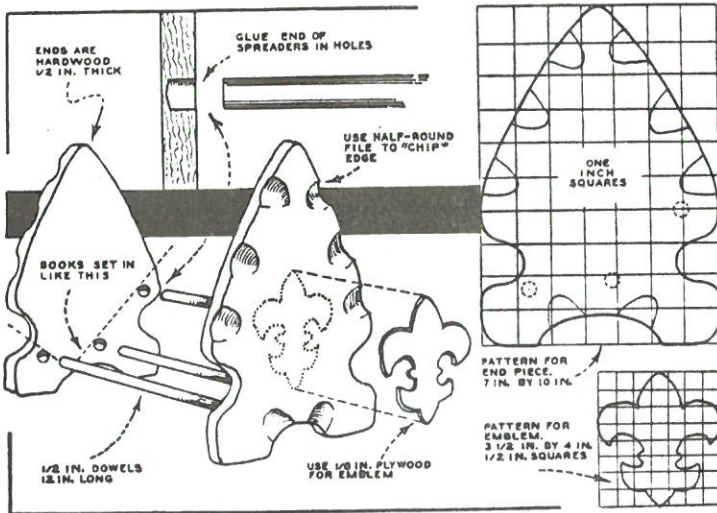 ENDS ARE
HARDWOOD
1/2 IN. THICK
GLUE END OF
SPREADERS IN HOLES
USE HALF-ROUND
FILE TO "CHIP"
EDGE
ONE
INCH
SQUARES
BOOKS SET IN
LIKE THIS
PATTERN FOR
END PIECE.
7 IN. BY 10 IN.
PATTERN FOR
EMBLEM.
3 1/2 IN. BY 4 IN.
1/2 IN. SQUARES
1/2 IN. DOWELS
12 IN. LONG
USE 1/8 IN. PLYWOOD
FOR EMBLEM